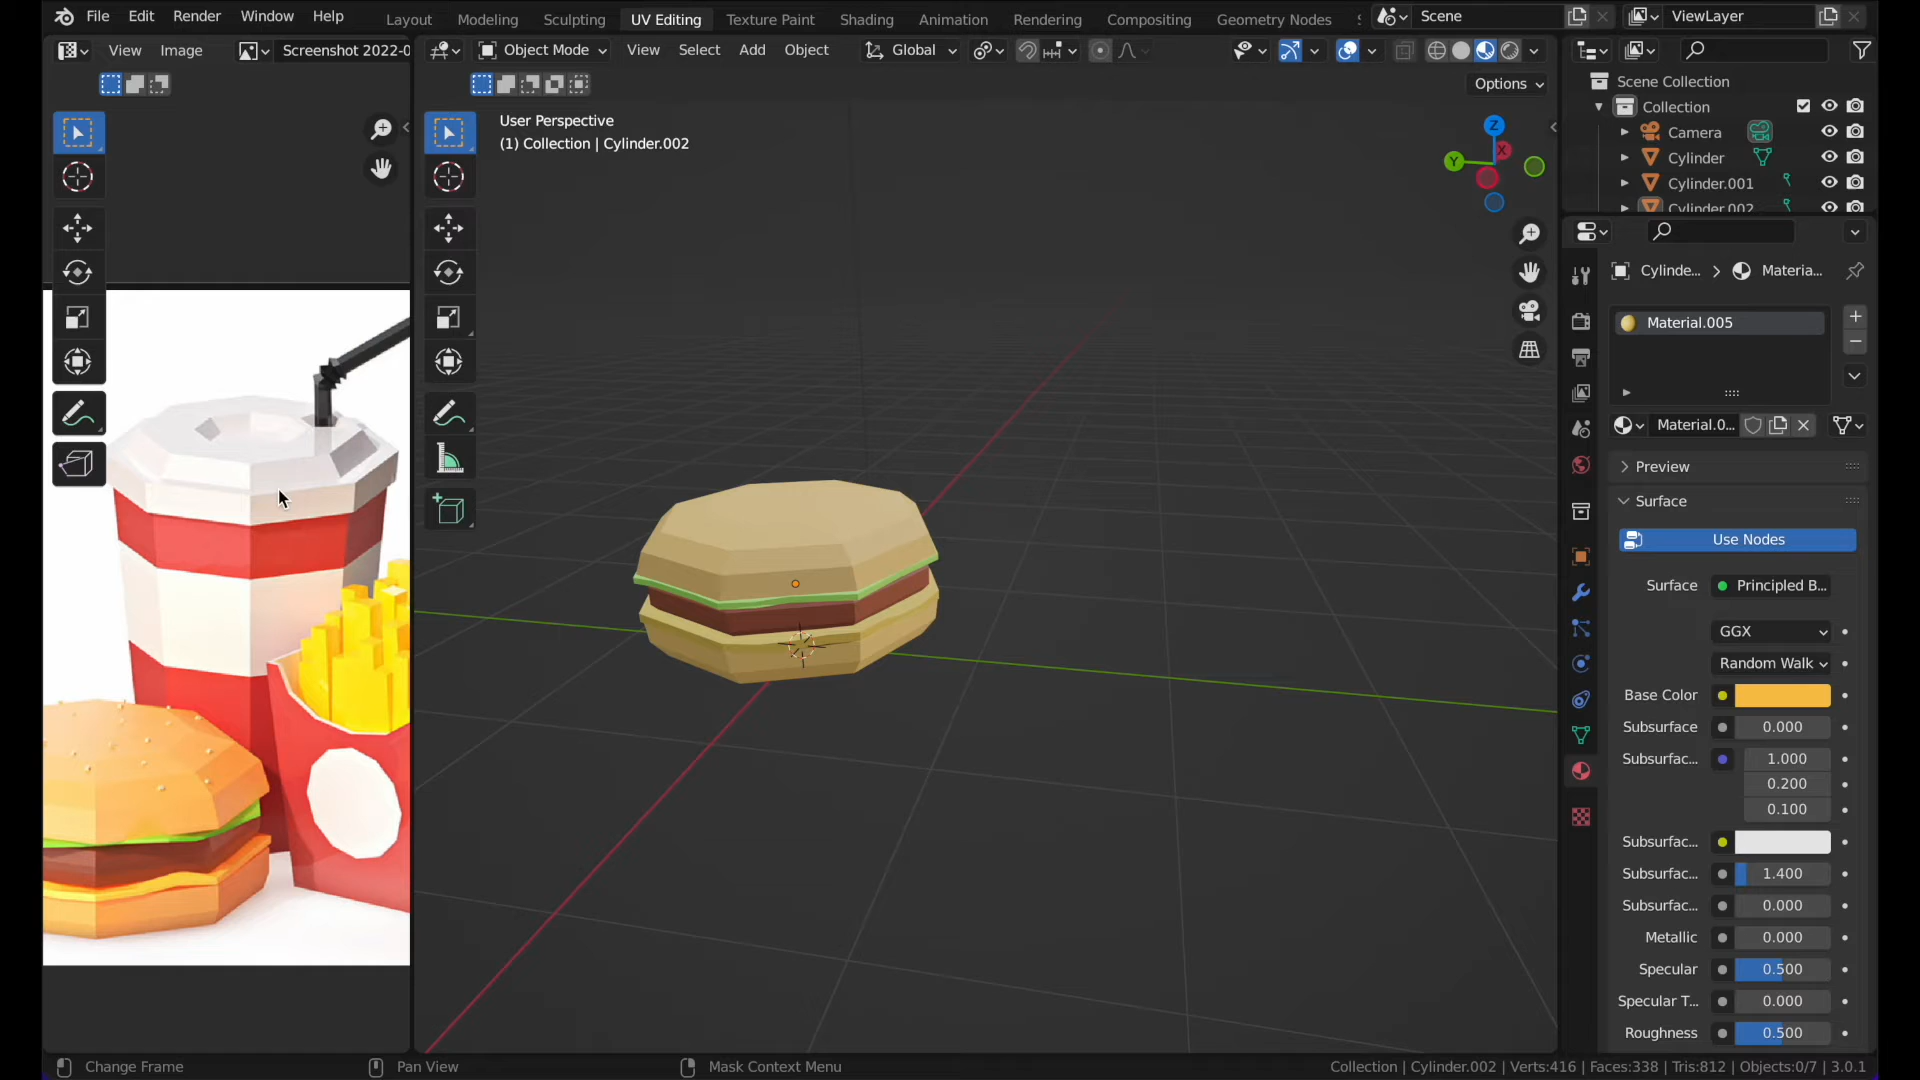 File Edit Render Window Help Layout Modeling Sculpting UV Editing Texture Paint Shading Animation Rendering Compositing Geometry Nodes Scene ViewLayer
View Image Screenshot 2022-0 Object Mode View Select Add Object Global
Options
User Perspective
(1) Collection | Cylinder.002
Z
X
Y
Scene Collection
Collection
Camera
Cylinder
Cylinder.001
Cylinder.002
Cylinde... Materia...
Material.005
Material.0...
Preview
Surface
Use Nodes
Surface Principled B...
GGX
Random Walk
Base Color
Subsurface 0.000
Subsurfac... 1.000
0.200
0.100
Subsurfac...
Subsurfac... 1.400
Subsurfac... 0.000
Metallic 0.000
Specular 0.500
Specular T... 0.000
Roughness 0.500
Change Frame Pan View Mask Context Menu Collection | Cylinder.002 | Verts:416 | Faces:338 | Tris:812 | Objects:0/7 | 3.0.1